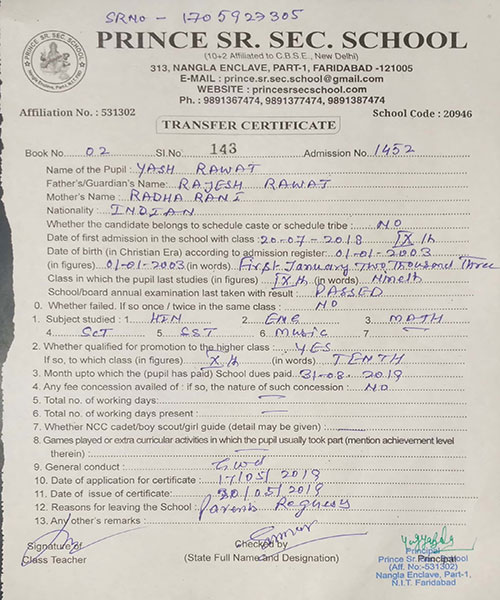 SRNO - 1705927305
PRINCE SR. SEC. SCHOOL
(10+2 Affiliated to C.B.S.E., New Delhi)
313, NANGLA ENCLAVE, PART-1, FARIDABAD -121005
E-MAIL : prince.sr.sec.school@gmail.com
WEBSITE : princesrsecschool.com
Ph. : 9891367474, 9891377474, 9891387474
Affiliation No. : 531302 School Code : 20946
TRANSFER CERTIFICATE
Book No. 02 Sl.No. 143 Admission No. 1452
Name of the Pupil : YASH RAWAT
Father's/Guardian's Name: RAJESH RAWAT
Mother's Name : RADHA RANI
Nationality : INDIAN
Whether the candidate belongs to schedule caste or schedule tribe : NO
Date of first admission in the school with class : 20-07-2018 IX th
Date of birth (in Christian Era) according to admission register: 01-01-2003
(in figures) 01-01-2003 (in words) First January Two Thousand Three
Class in which the pupil last studies (in figures) IX th (in words) Nineth
School/board annual examination last taken with result : PASSED
0. Whether failed. If so once / twice in the same class : NO
1. Subject studied : 1. HIN 2. ENG 3. MATH
4. SCT 5. SST 6. Music 7.
2. Whether qualified for promotion to the higher class : YES
If so, to which class (in figures) X th (in words) TENTH
3. Month upto which the (pupil has paid) School dues paid 31-08-2019
4. Any fee concession availed of : if so, the nature of such concession : NO
5. Total no. of working days:
6. Total no. of working days present :
7. Whether NCC cadet/boy scout/girl guide (detail may be given) :
8. Games played or extra curricular activities in which the pupil usually took part (mention achievement level
therein) :
9. General conduct : Gwd
10. Date of application for certificate : 17/05/2019
11. Date of issue of certificate: 30/05/2019
12. Reasons for leaving the School : Parents
13. Any other's remarks :
Signature of Checked by
Class Teacher (State Full Name and Designation) Principal
Principal
Prince Sr. School
(Aff. No:-531302)
Nangla Enclave, Part-1,
N.I.T. Faridabad